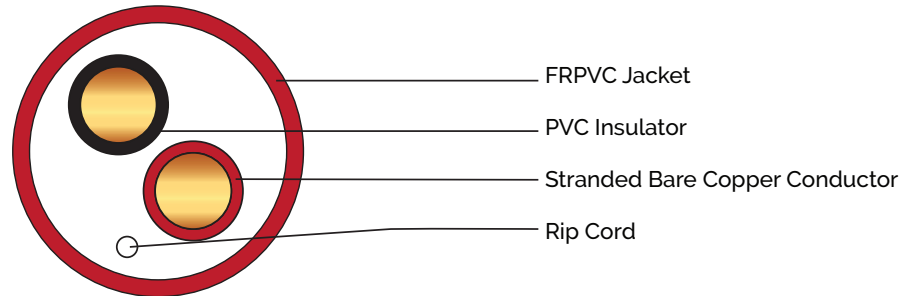 FRPVC Jacket
PVC Insulator
Stranded Bare Copper Conductor
Rip Cord